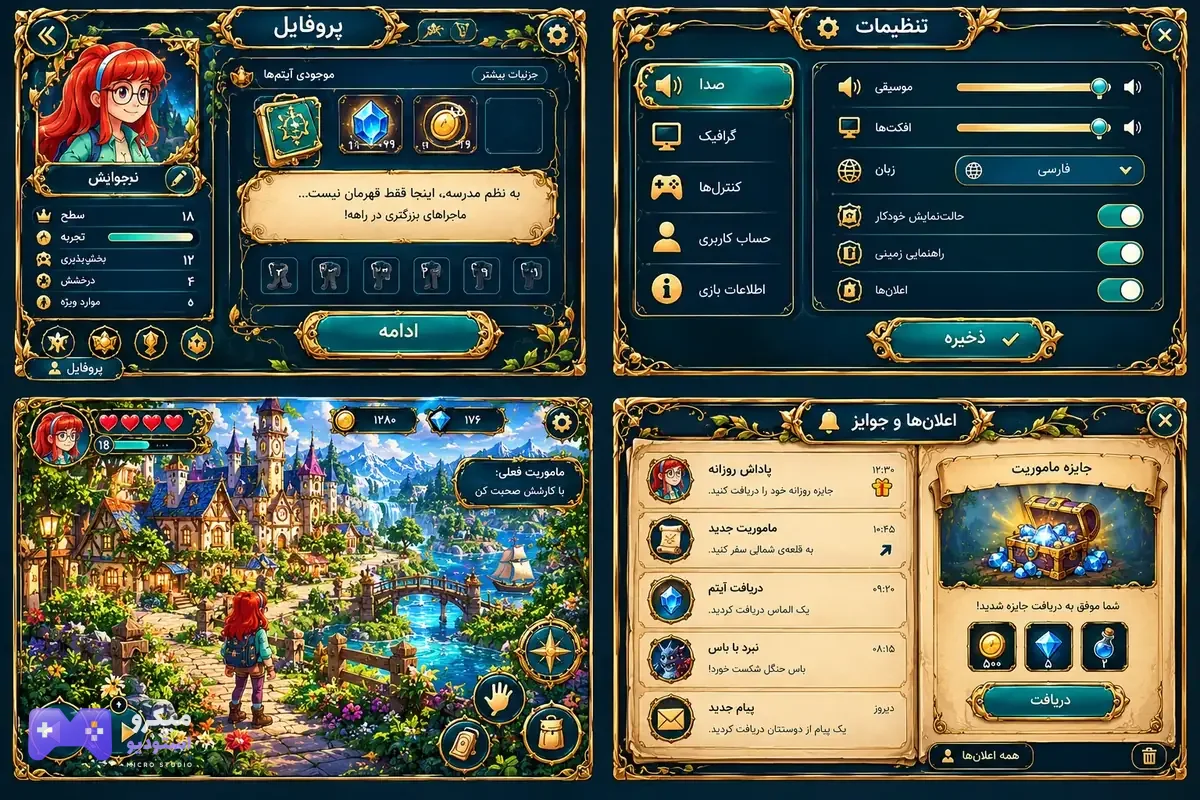 پروفایل
موجودی آیتم‌ها
جزئیات بیشتر
به نظم مدرسه، اینجا فقط قهرمان نیست...
ماجراهای بزرگتری در راهه!
سطح ۱۸
تجربه
بخش‌پذیری ۱۲
درخشش ۴
موارد ویژه ۵
پروفایل
ادامه
تنظیمات
صدا
گرافیک
کنترل‌ها
حساب کاربری
اطلاعات بازی
موسیقی
افکت‌ها
زبان
فارسی
حالت‌نمایش خودکار
راهنمایی زمینی
اعلان‌ها
ذخیره
18
۱۲۸۰
۱۷۶
ماموریت فعلی:
با کارشش صحبت کن
میکرو
استودیو
MICRO STUDIO
اعلان‌ها و جوایز
پاداش روزانه ۱۲:۳۰
جایزه روزانه خود را دریافت کنید.
ماموریت جدید ۱۰:۴۵
به قلعه‌ی شمالی سفر کنید.
دریافت آیتم ۰۹:۲۰
یک الماس دریافت کردید.
نبرد با باس ۰۸:۱۵
باس جنگل شکست خورد!
پیام جدید دیروز
یک پیام از دوستتان دریافت کردید.
جایزه ماموریت
شما موفق به دریافت جایزه شدید!
۵۰۰
۵
۲
دریافت
همه اعلان‌ها